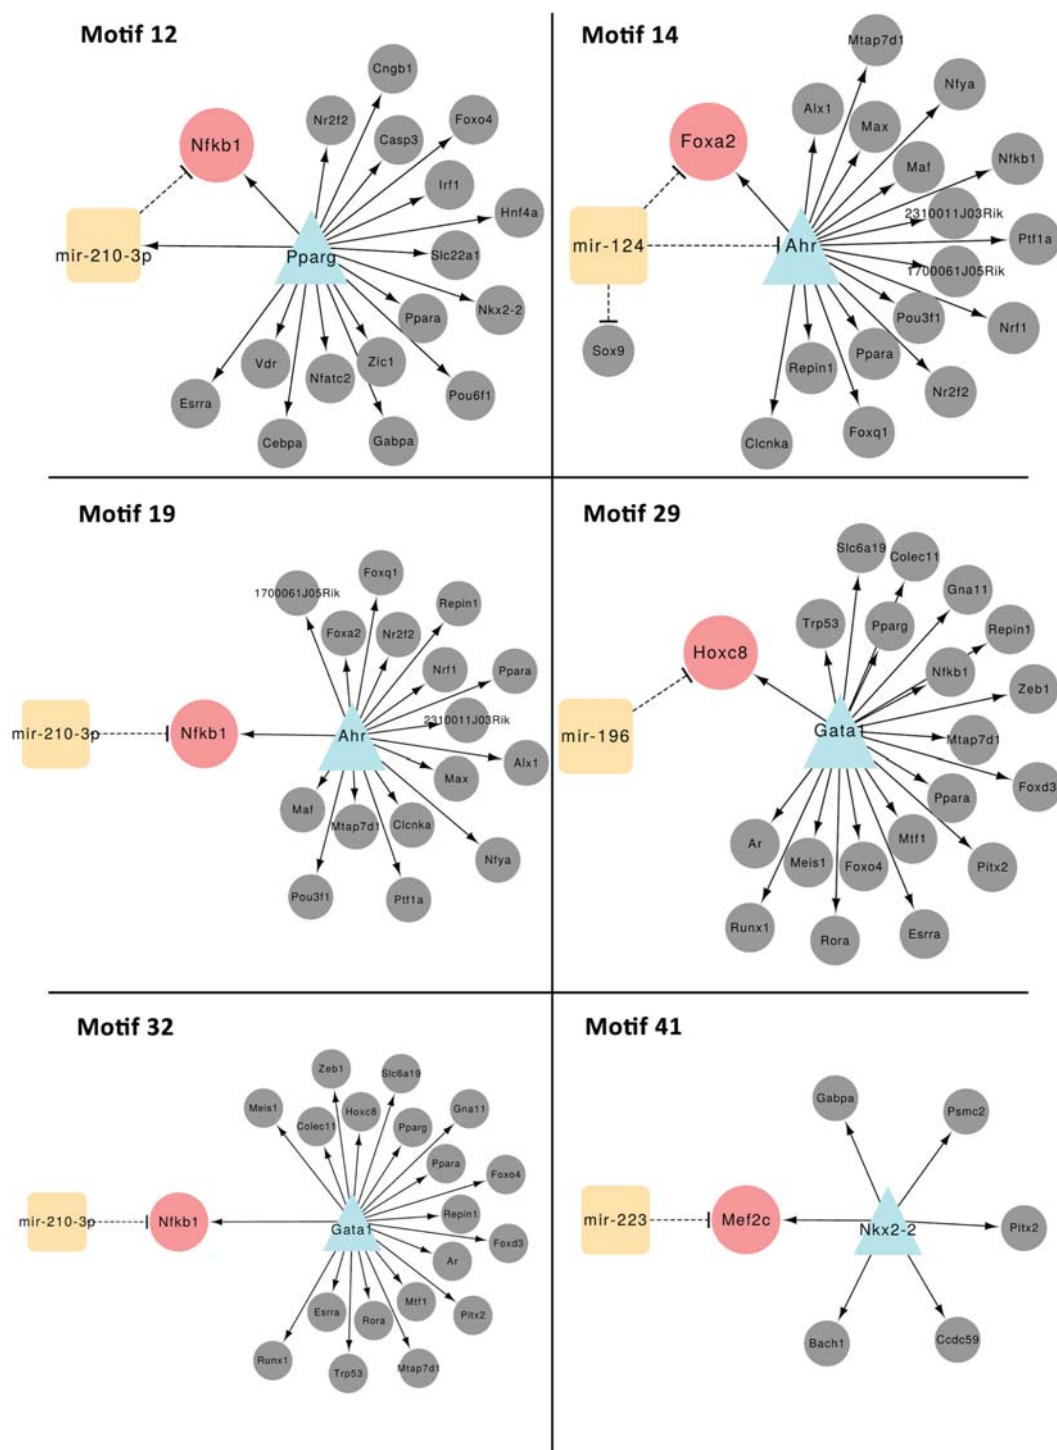 Motif 12
Cngb1
Nr2f2
Foxo4
Nfkb1
Casp3
Irf1
Hnf4a
mir-210-3p
Pparg
Slc22a1
Ppara
Nkx2-2
Vdr
Nfatc2
Zic1
Pou6f1
Esrra
Cebpa
Gabpa
Motif 14
Mtap7d1
Nfya
Alx1
Max
Foxa2
Maf
Nfkb1
2310011J03Rik
mir-124
Ahr
Ptf1a
1700061J05Rik
Pou3f1
Nrf1
Sox9
Repin1
Ppara
Nr2f2
Clcnka
Foxq1
Motif 19
1700061J05Rik
Foxq1
Repin1
Foxa2
Nr2f2
Nrf1
Ppara
2310011J03Rik
mir-210-3p
Nfkb1
Ahr
Alx1
Max
Maf
Mtap7d1
Clcnka
Nfya
Pou3f1
Ptf1a
Motif 29
Slc6a19
Colec11
Gna11
Trp53
Pparg
Repin1
Hoxc8
Nfkb1
Zeb1
mir-196
Gata1
Mtap7d1
Foxd3
Ppara
Ar
Meis1
Foxo4
Mtf1
Pitx2
Runx1
Rora
Esrra
Motif 32
Zeb1
Slc6a19
Meis1
Colec11
Hoxc8
Pparg
Gna11
Ppara
Foxo4
Repin1
mir-210-3p
Nfkb1
Gata1
Foxd3
Ar
Esrra
Rora
Mtf1
Pitx2
Runx1
Trp53
Mtap7d1
Motif 41
Gabpa
Psmc2
mir-223
Mef2c
Nkx2-2
Pitx2
Bach1
Ccdc59